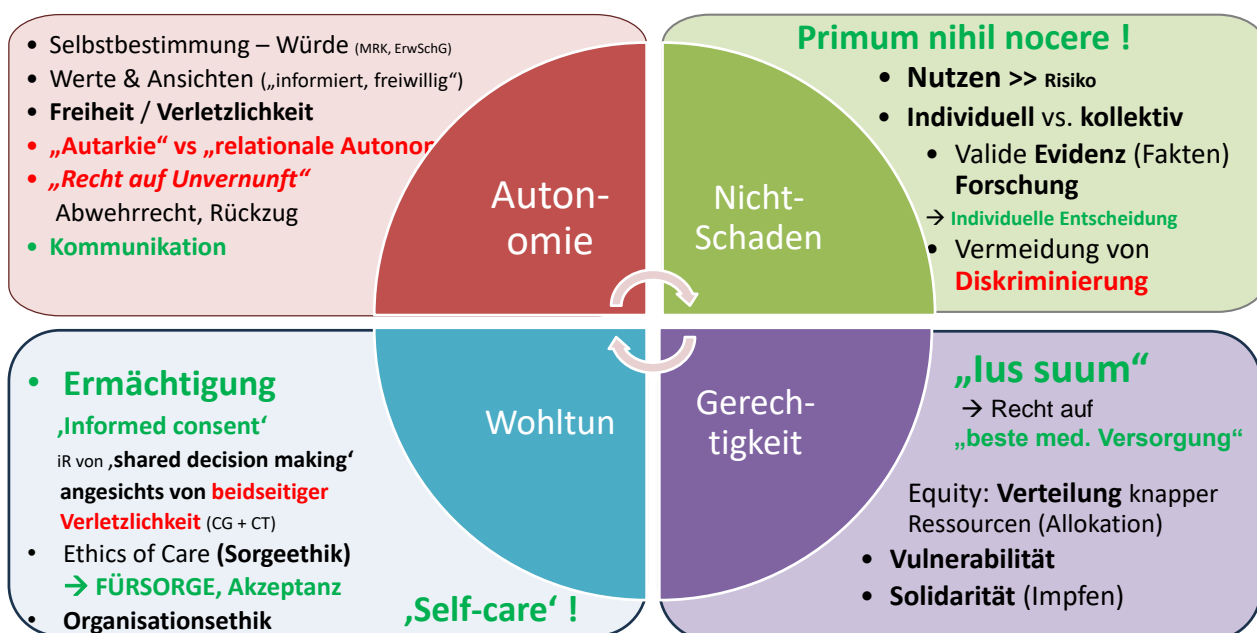 • Selbstbestimmung – Würde (MRK, ErwSchG)
• Werte & Ansichten („informiert, freiwillig“)
• Freiheit / Verletzlichkeit
• „Autarkie“ vs „relationale Autonor
• „Recht auf Unvernunft“
Abwehrrecht, Rückzug
• Kommunikation
Auton-
omie
Primum nihil nocere !
• Nutzen >> Risiko
• Individuell vs. kollektiv
• Valide Evidenz (Fakten)
Forschung
→ Individuelle Entscheidung
• Vermeidung von
Diskriminierung
Nicht-
Schaden
• Ermächtigung
‚Informed consent‘
iR von ‚shared decision making‘
angesichts von beidseitiger
Verletzlichkeit (CG + CT)
• Ethics of Care (Sorgeethik)
→ FÜRSORGE, Akzeptanz
• Organisationsethik
‚Self-care‘ !
Wohltun
Gerech-
tigkeit
„Ius suum“
→ Recht auf
„beste med. Versorgung“
Equity: Verteilung knapper
Ressourcen (Allokation)
• Vulnerabilität
• Solidarität (Impfen)